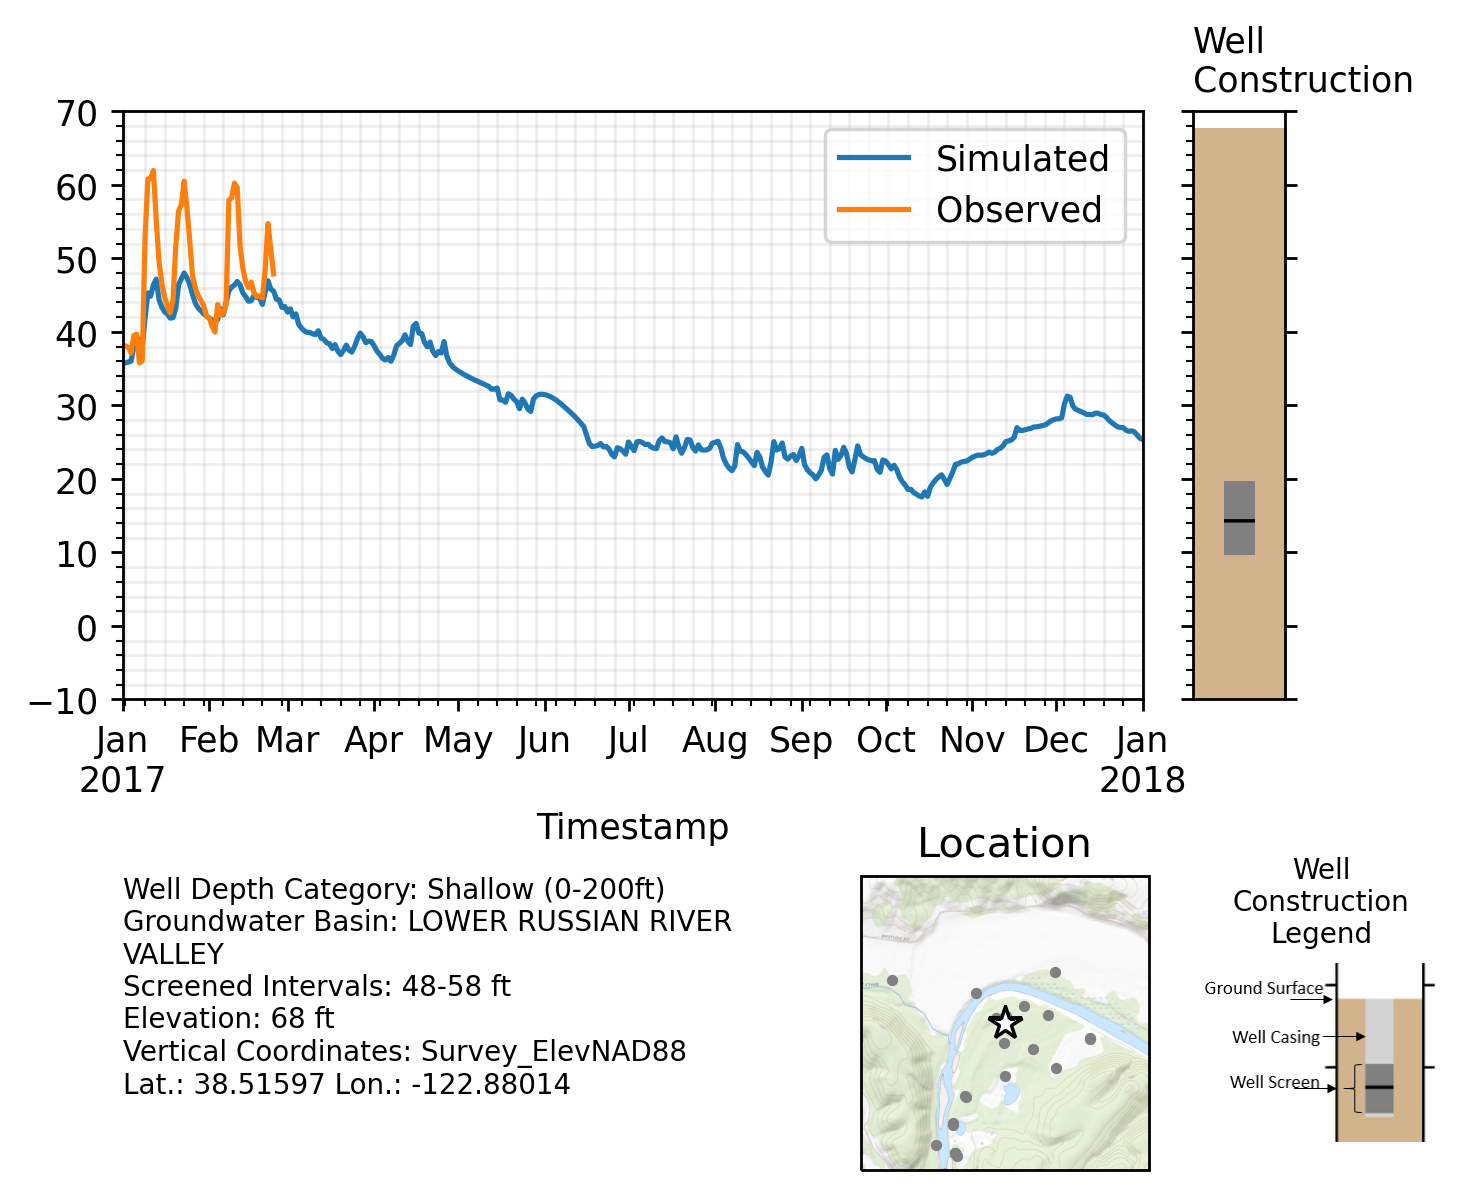 Well
Construction
70
60
50
40
30
20
10
0
−10
Simulated
Observed
Jan Feb Mar Apr May Jun Jul Aug Sep Oct Nov Dec Jan
2017 2018
Timestamp
Well Depth Category: Shallow (0-200ft)
Groundwater Basin: LOWER RUSSIAN RIVER
VALLEY
Screened Intervals: 48-58 ft
Elevation: 68 ft
Vertical Coordinates: Survey_ElevNAD88
Lat.: 38.51597 Lon.: -122.88014
Location
Well
Construction
Legend
Ground Surface
Well Casing
Well Screen